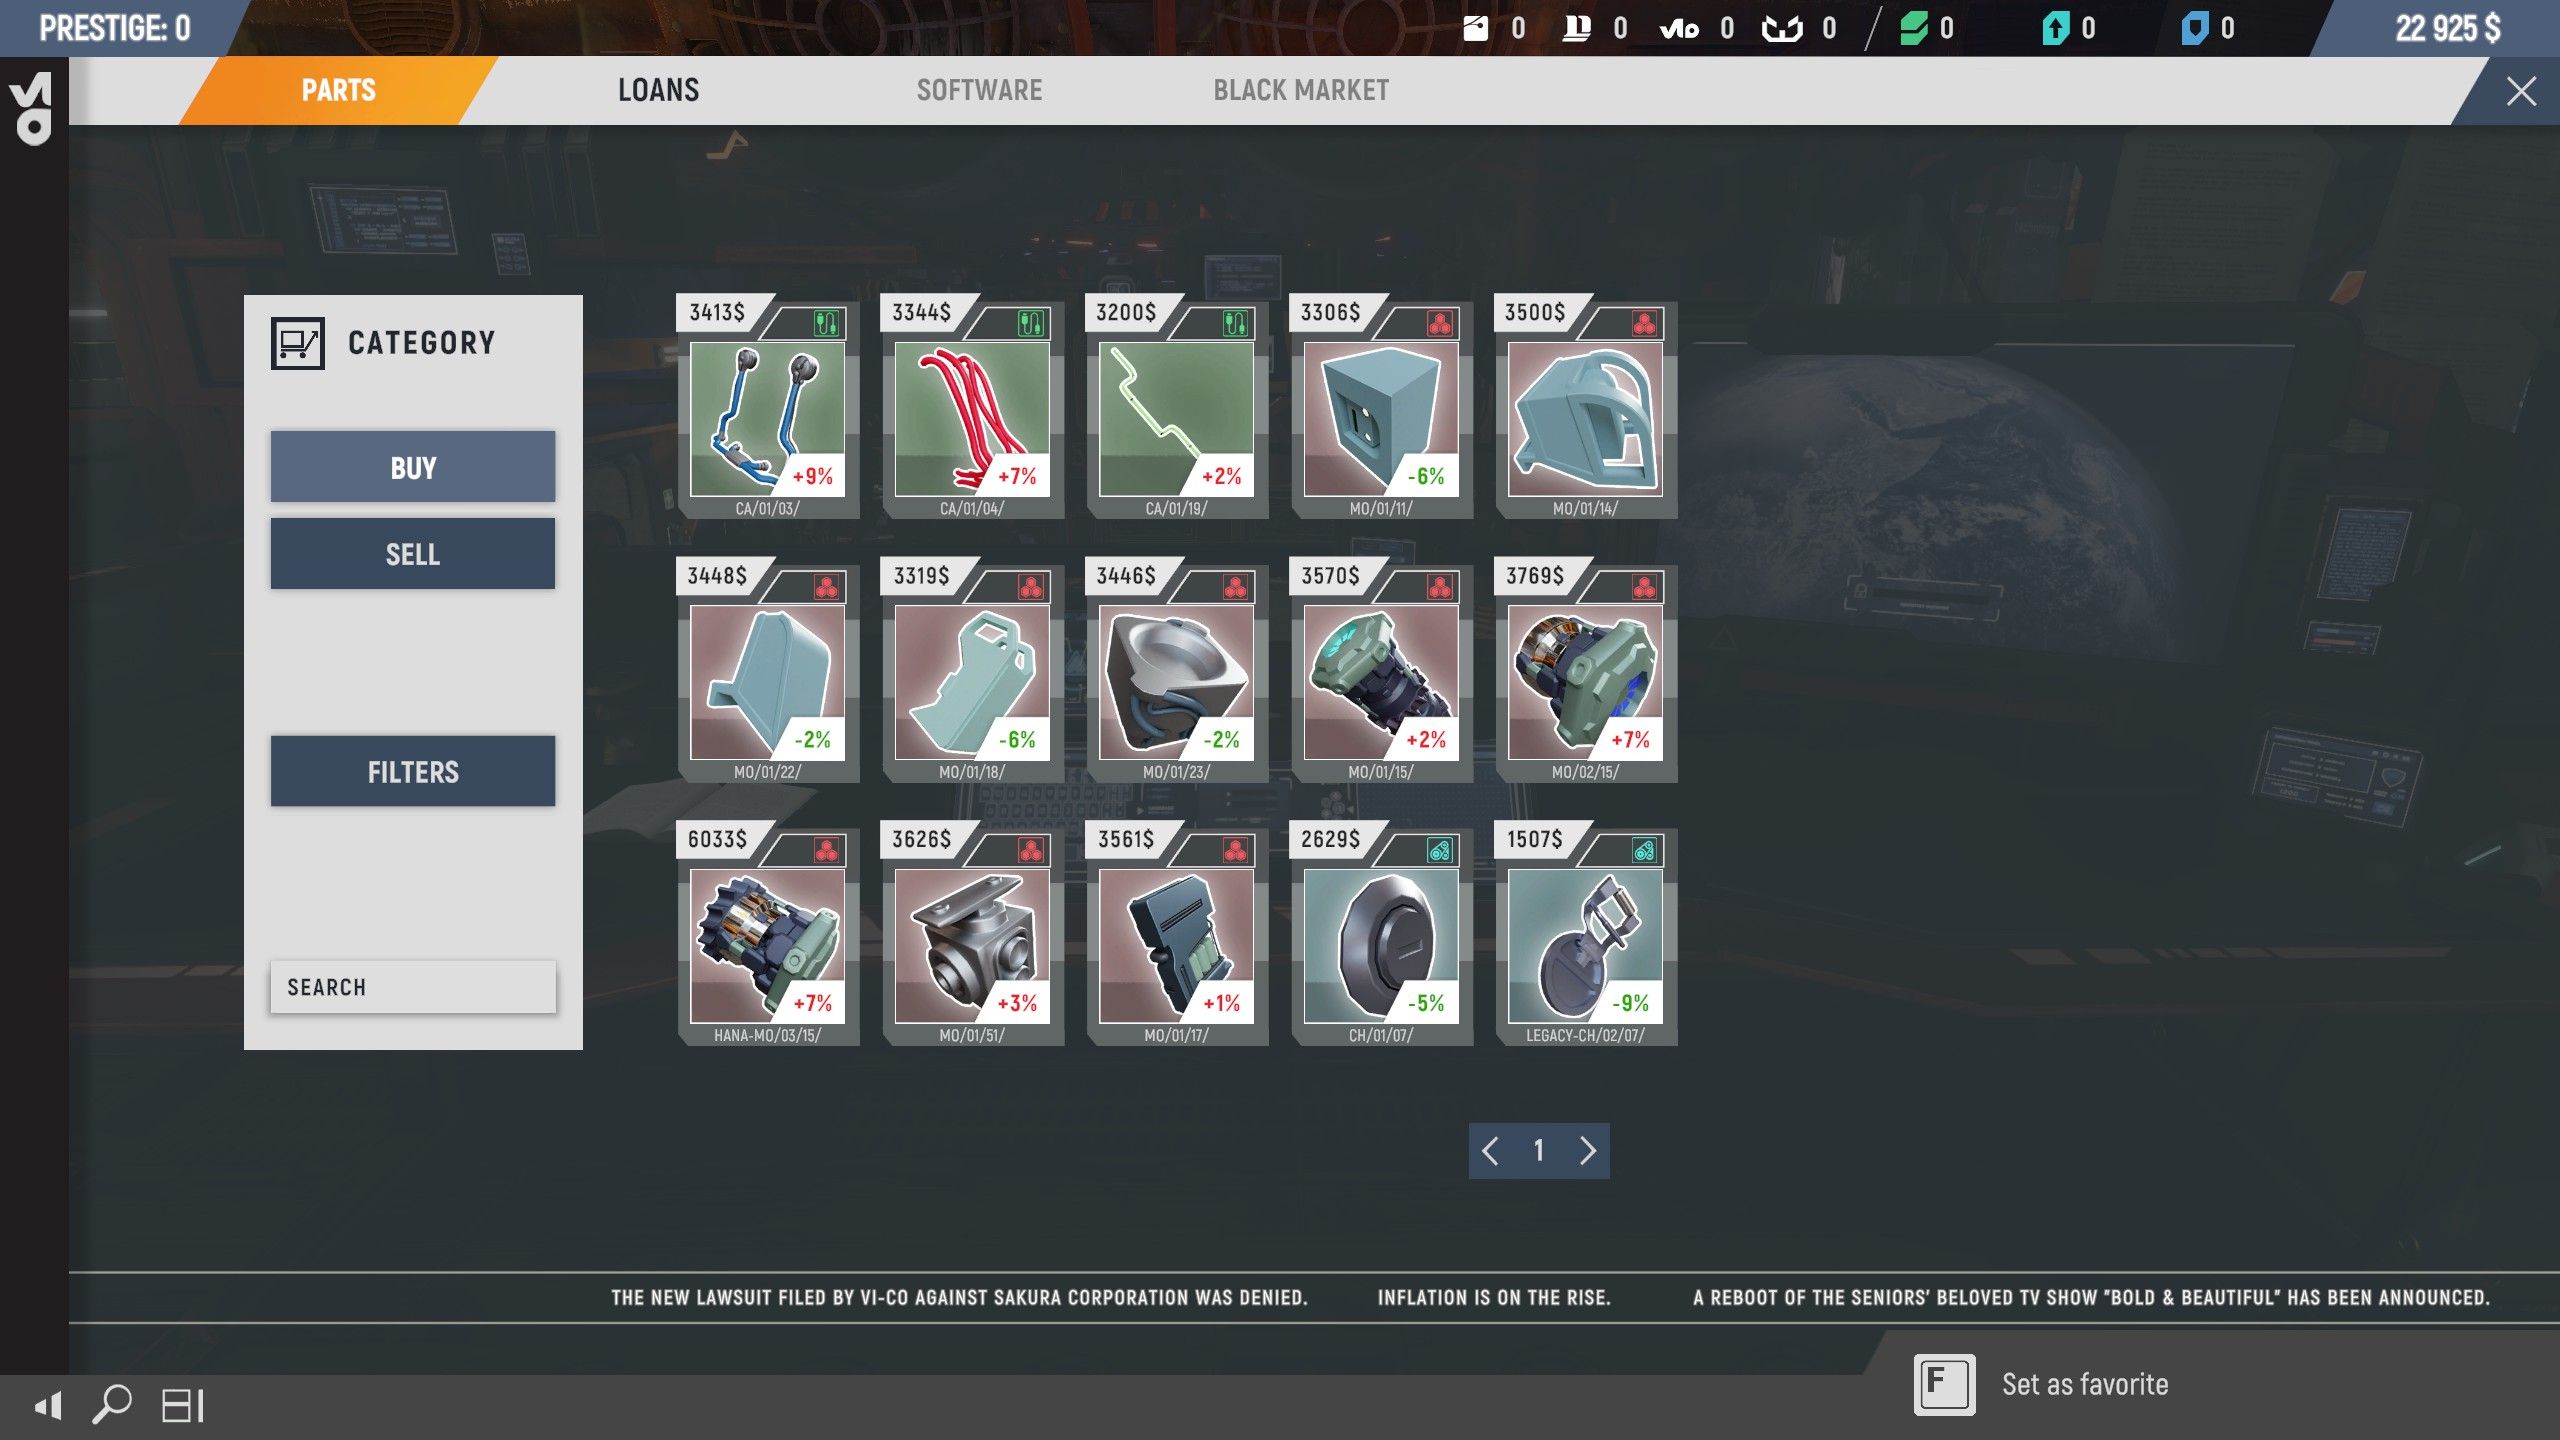 PRESTIGE: 0
0 0 0 0 0 0 0
22 925 $
PARTS LOANS SOFTWARE BLACK MARKET
CATEGORY
BUY
SELL
FILTERS
SEARCH
3413$ 3344$ 3200$ 3306$ 3500$
+9% +7% +2% -6%
CA/01/03/ CA/01/04/ CA/01/19/ MO/01/11/ MO/01/14/
3448$ 3319$ 3446$ 3570$ 3769$
-2% -6% -2% +2% +7%
MO/01/22/ MO/01/18/ MO/01/23/ MO/01/15/ MO/02/15/
6033$ 3626$ 3561$ 2629$ 1507$
+7% +3% +1% -5% -9%
HANA-MO/03/15/ MO/01/51/ MO/01/17/ CH/01/07/ LEGACY-CH/02/07/
1
THE NEW LAWSUIT FILED BY VI-CO AGAINST SAKURA CORPORATION WAS DENIED. INFLATION IS ON THE RISE. A REBOOT OF THE SENIORS' BELOVED TV SHOW "BOLD & BEAUTIFUL" HAS BEEN ANNOUNCED.
F Set as favorite